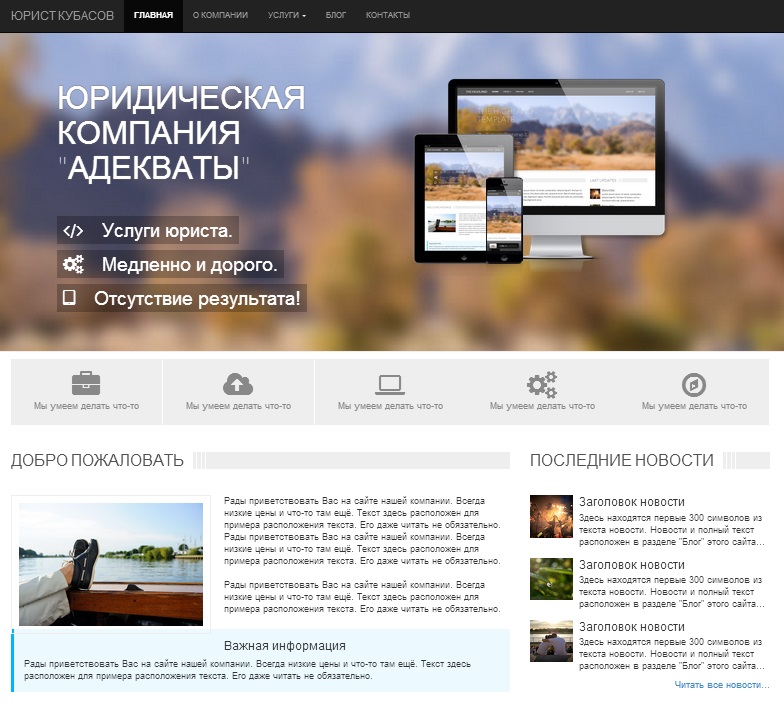 ЮРИСТ КУБАСОВ ГЛАВНАЯ О КОМПАНИИ УСЛУГИ БЛОГ КОНТАКТЫ
ЮРИДИЧЕСКАЯ
КОМПАНИЯ
"АДЕКВАТЫ"
Услуги юриста.
Медленно и дорого.
Отсутствие результата!
Мы умеем делать что-то Мы умеем делать что-то Мы умеем делать что-то Мы умеем делать что-то Мы умеем делать что-то
ДОБРО ПОЖАЛОВАТЬ
Рады приветствовать Вас на сайте нашей компании. Всегда
низкие цены и что-то там ещё. Текст здесь расположен для
примера расположения текста. Его даже читать не обязательно.
Рады приветствовать Вас на сайте нашей компании. Всегда
низкие цены и что-то там ещё. Текст здесь расположен для
примера расположения текста. Его даже читать не обязательно.
Рады приветствовать Вас на сайте нашей компании. Всегда
низкие цены и что-то там ещё. Текст здесь расположен для
примера расположения текста. Его даже читать не обязательно.
Важная информация
Рады приветствовать Вас на сайте нашей компании. Всегда низкие цены и что-то там ещё. Текст здесь
расположен для примера расположения текста. Его даже читать не обязательно.
ПОСЛЕДНИЕ НОВОСТИ
Заголовок новости
Здесь находятся первые 300 символов из
текста новости. Новости и полный текст
расположен в разделе "Блог" этого сайта...
Заголовок новости
Здесь находятся первые 300 символов из
текста новости. Новости и полный текст
расположен в разделе "Блог" этого сайта...
Заголовок новости
Здесь находятся первые 300 символов из
текста новости. Новости и полный текст
расположен в разделе "Блог" этого сайта...
Читать все новости...